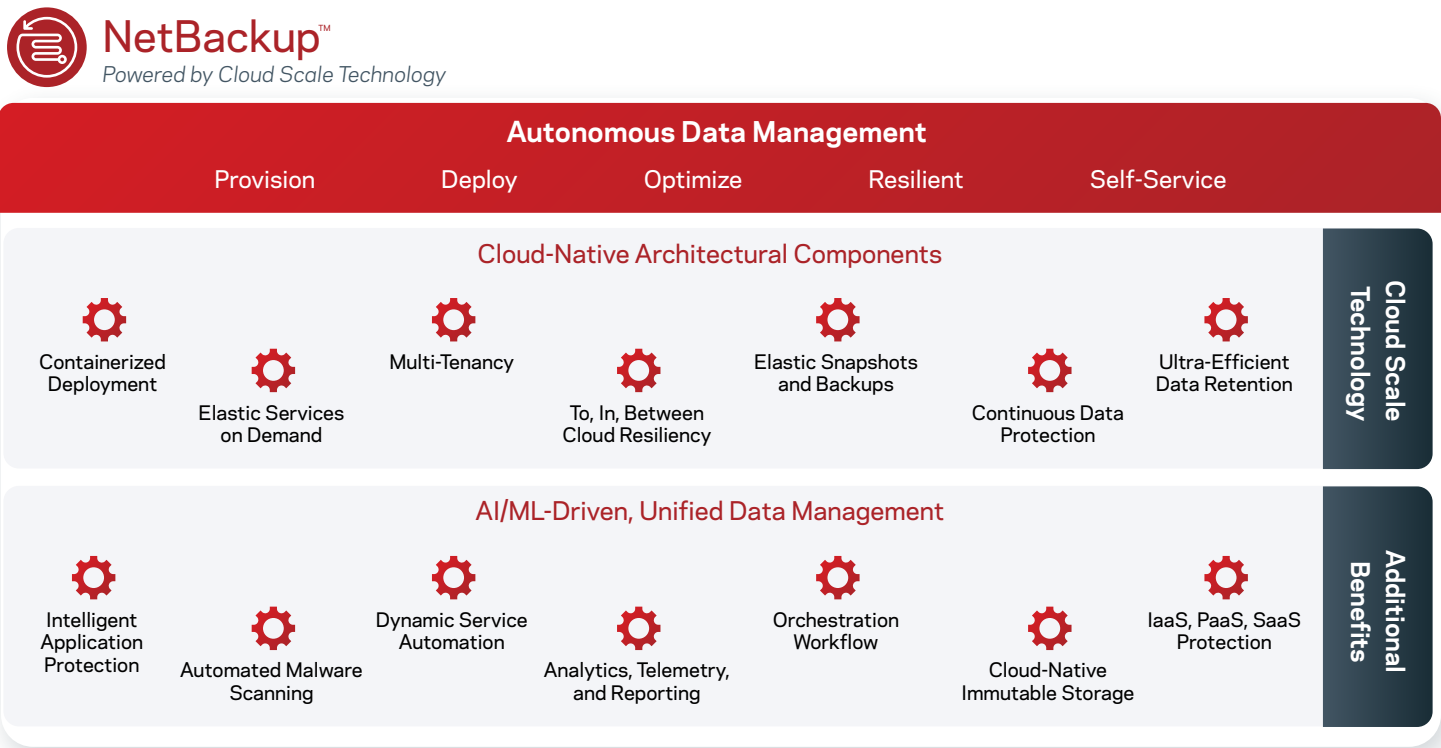 NetBackup™
Powered by Cloud Scale Technology
Autonomous Data Management
Provision Deploy Optimize Resilient Self-Service
Cloud-Native Architectural Components
Containerized
Deployment
Elastic Services
on Demand
Multi-Tenancy
To, In, Between
Cloud Resiliency
Elastic Snapshots
and Backups
Continuous Data
Protection
Ultra-Efficient
Data Retention
Cloud Scale
Technology
AI/ML-Driven, Unified Data Management
Intelligent
Application
Protection
Automated Malware
Scanning
Dynamic Service
Automation
Analytics, Telemetry,
and Reporting
Orchestration
Workflow
Cloud-Native
Immutable Storage
IaaS, PaaS, SaaS
Protection
Additional
Benefits